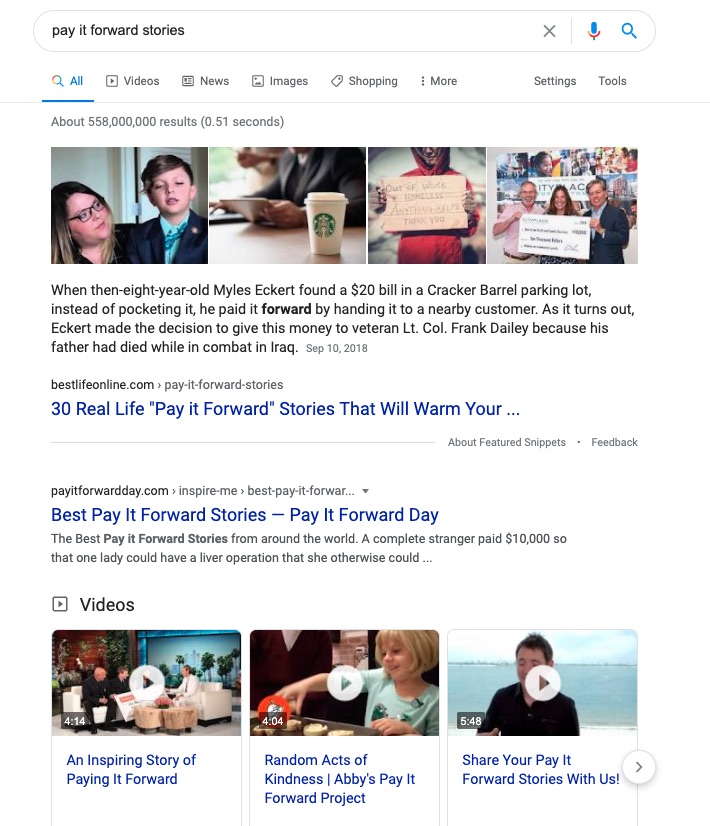 pay it forward stories
All Videos News Images Shopping More Settings Tools
About 558,000,000 results (0.51 seconds)
OUT OF WORK
& HOMELESS
ANYTHING HELPS
THANK YOU
CITYPLACE
When then-eight-year-old Myles Eckert found a $20 bill in a Cracker Barrel parking lot,
instead of pocketing it, he paid it forward by handing it to a nearby customer. As it turns out,
Eckert made the decision to give this money to veteran Lt. Col. Frank Dailey because his
father had died while in combat in Iraq. Sep 10, 2018
bestlifeonline.com › pay-it-forward-stories
30 Real Life "Pay it Forward" Stories That Will Warm Your ...
About Featured Snippets • Feedback
payitforwardday.com › inspire-me › best-pay-it-forwar...
Best Pay It Forward Stories — Pay It Forward Day
The Best Pay it Forward Stories from around the world. A complete stranger paid $10,000 so
that one lady could have a liver operation that she otherwise could ...
Videos
4:14 4:04 5:48
An Inspiring Story of
Paying It Forward
Random Acts of
Kindness | Abby's Pay It
Forward Project
Share Your Pay It
Forward Stories With Us!